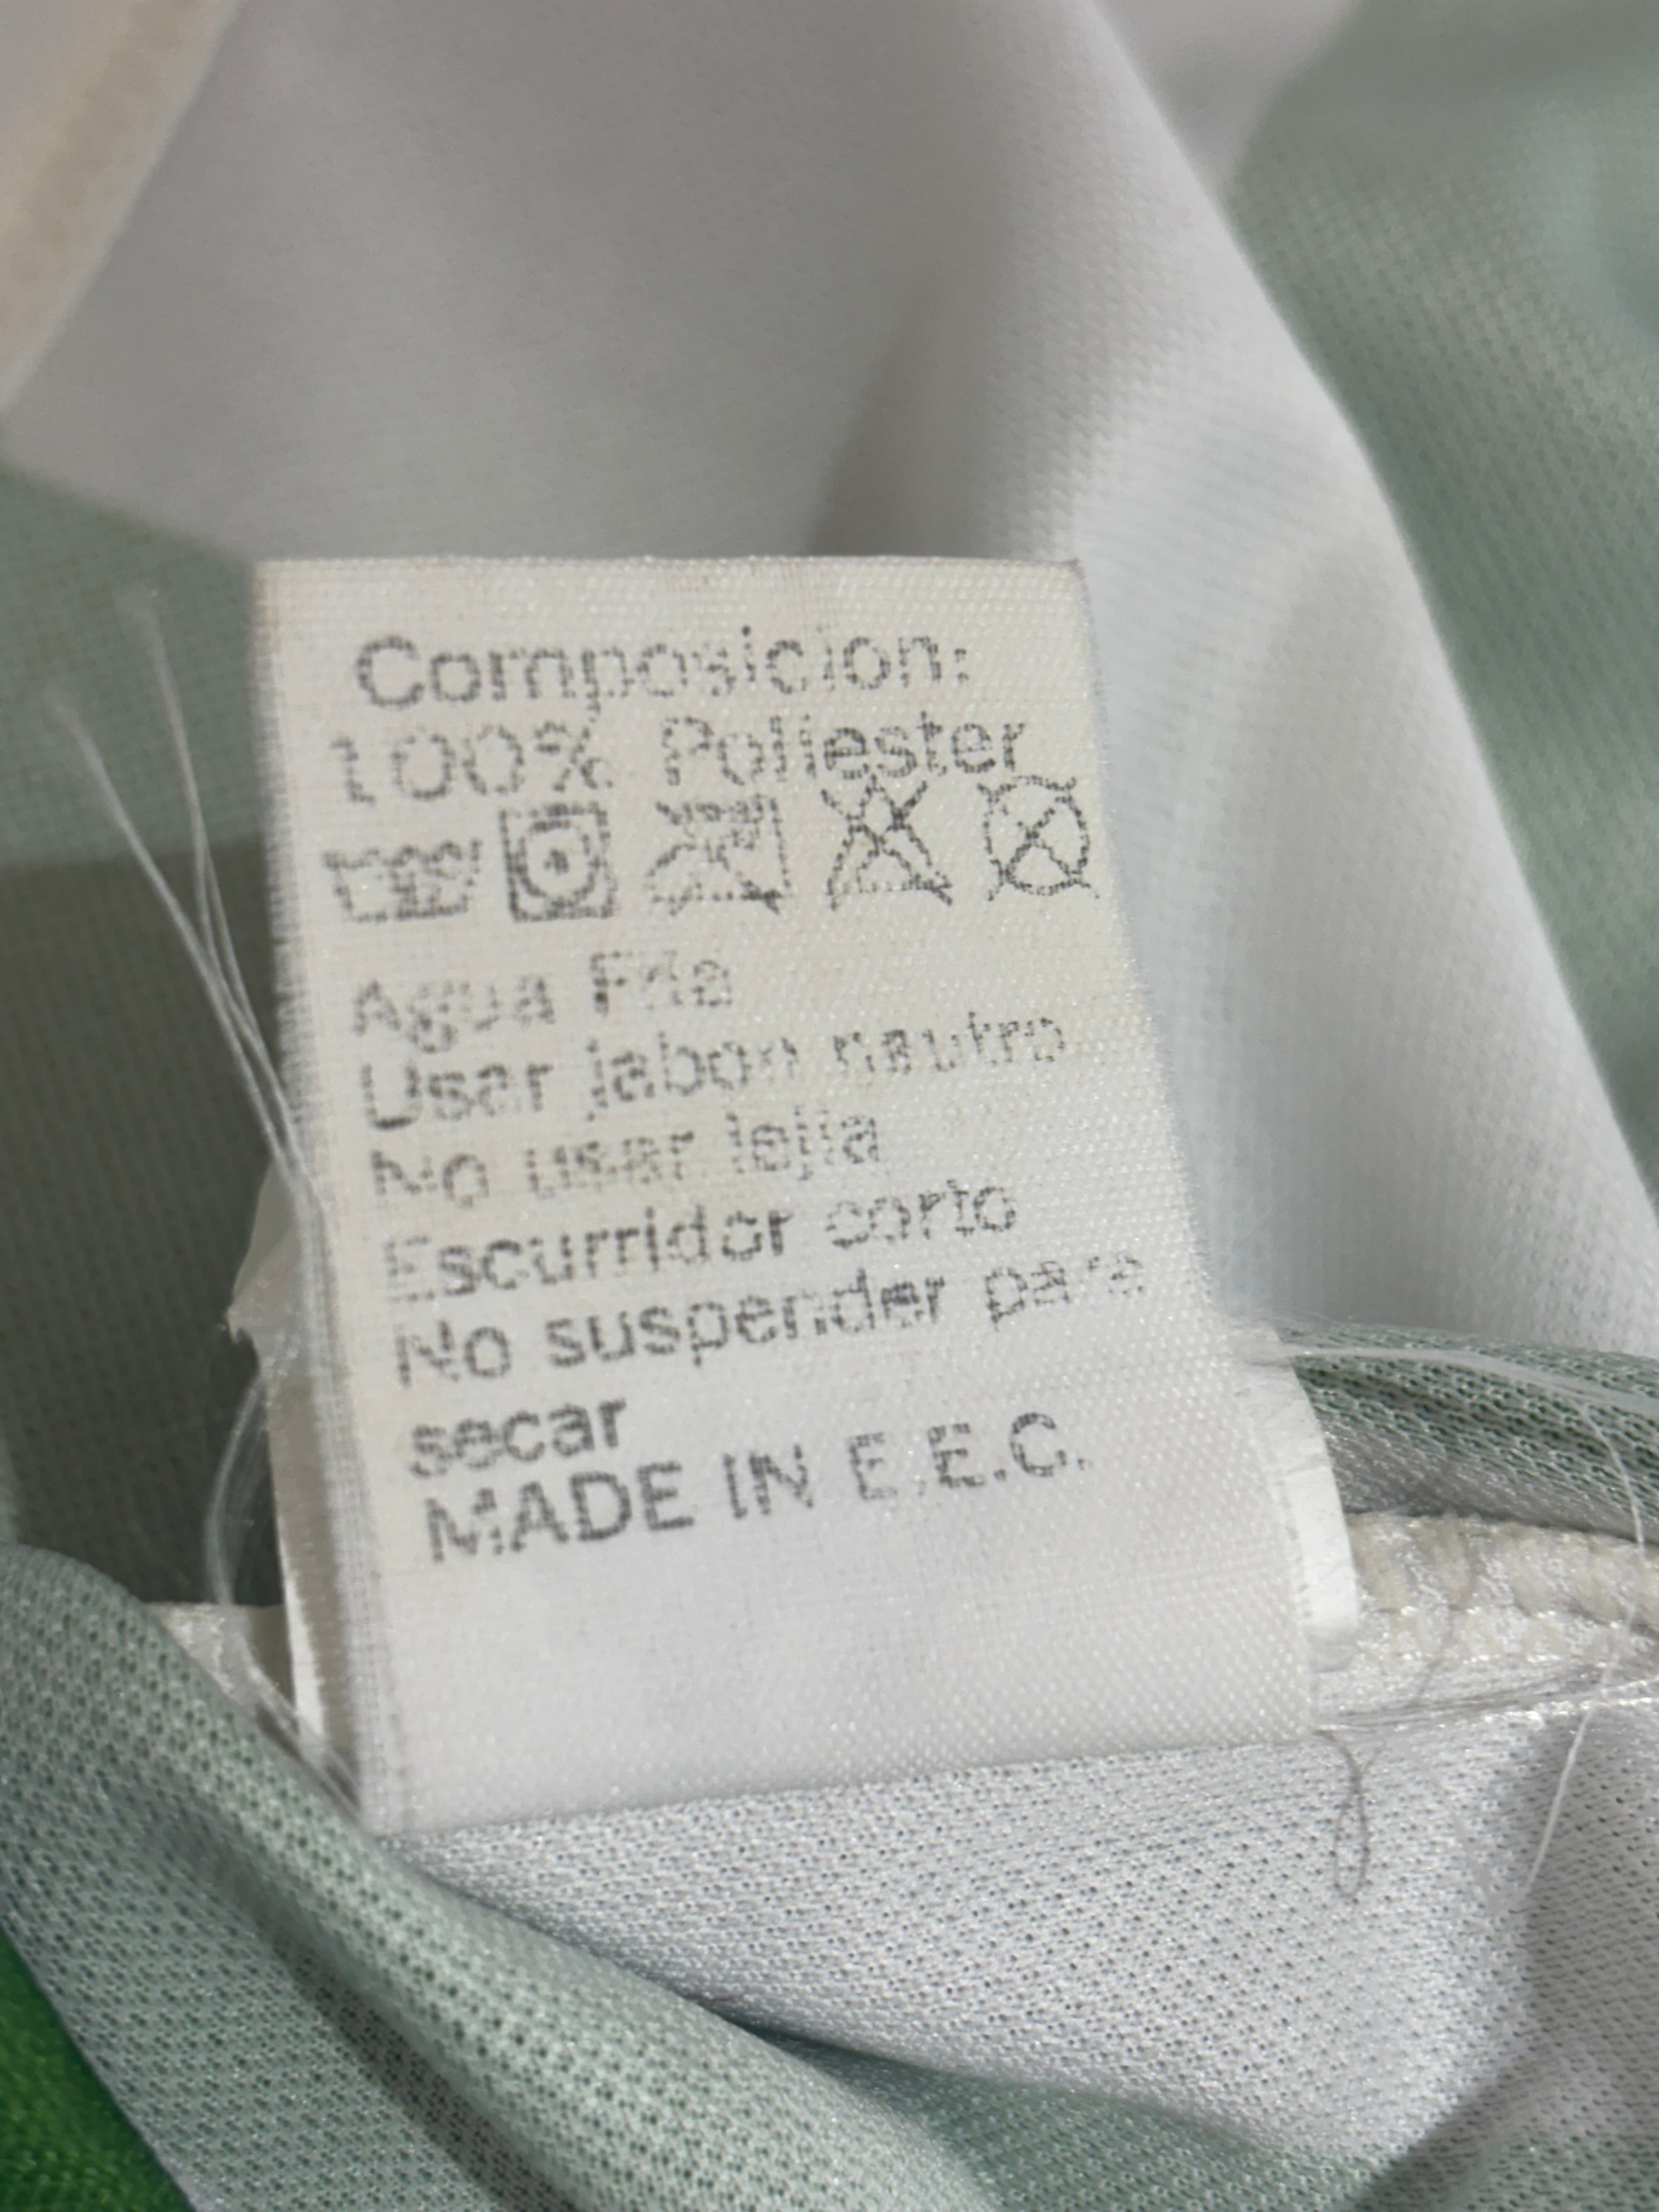 Composicion:
100% Poliester
Agua Fria
Usar jabon neutro
No usar lejia
Escurridor corto
No suspender para
secar
MADE IN E.E.C.